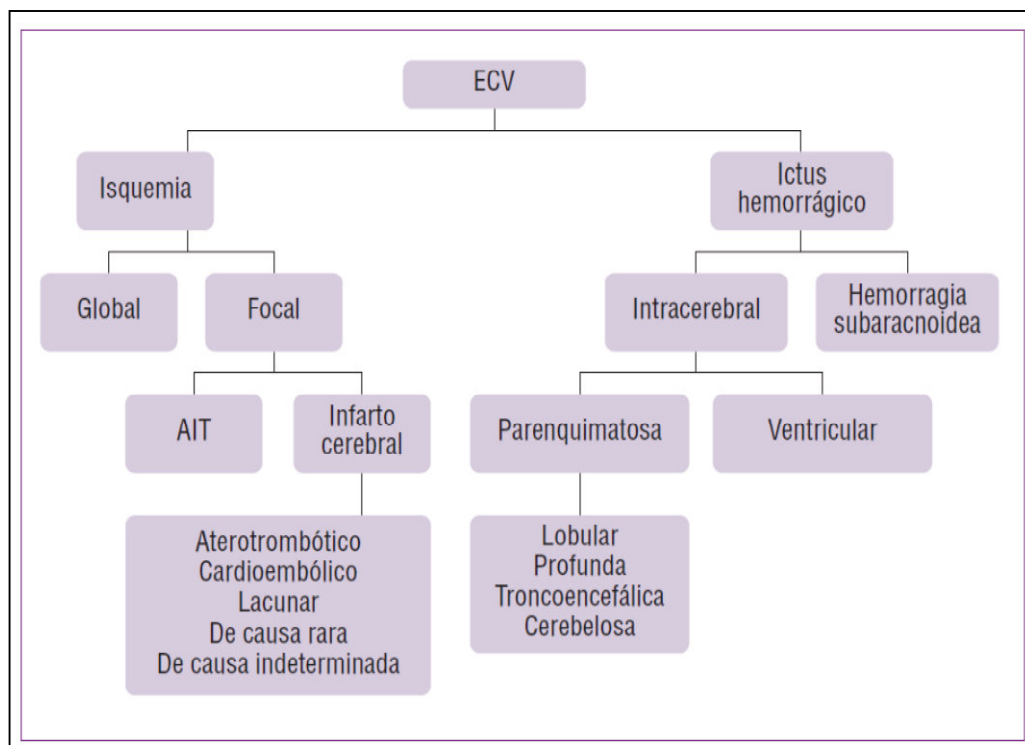 ECV
Isquemia
Ictus
hemorrágico
Global
Focal
Intracerebral
Hemorragia
subaracnoidea
AIT
Infarto
cerebral
Parenquimatosa
Ventricular
Aterotrombótico
Cardioembólico
Lacunar
De causa rara
De causa indeterminada
Lobular
Profunda
Troncoencefálica
Cerebelosa